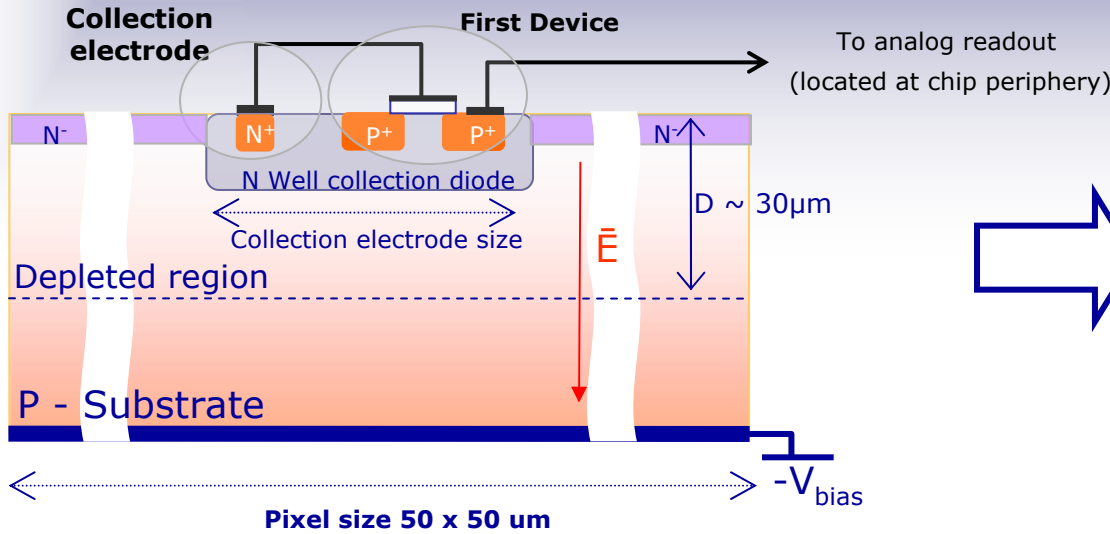 Collection
electrode
First Device
To analog readout
(located at chip periphery)
N-
N+
P+
P+
N-
N Well collection diode
D ~ 30µm
Collection electrode size
Ē
Depleted region
P - Substrate
-Vbias
Pixel size 50 x 50 um